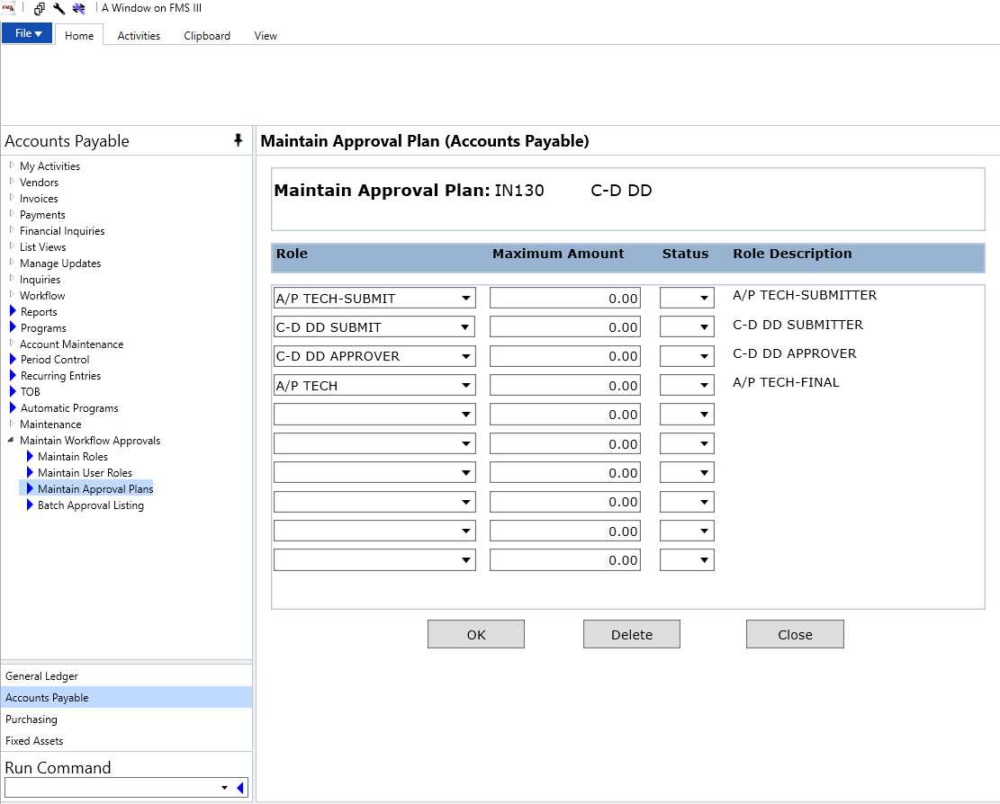 FMS
A Window on FMS III
File
Home
Activities
Clipboard
View
Accounts Payable
My Activities
Vendors
Invoices
Payments
Financial Inquiries
List Views
Manage Updates
Inquiries
Workflow
Reports
Programs
Account Maintenance
Period Control
Recurring Entries
TOB
Automatic Programs
Maintenance
Maintain Workflow Approvals
Maintain Roles
Maintain User Roles
Maintain Approval Plans
Batch Approval Listing
General Ledger
Accounts Payable
Purchasing
Fixed Assets
Run Command
Maintain Approval Plan (Accounts Payable)
Maintain Approval Plan: IN130 C-D DD
Role Maximum Amount Status Role Description
A/P TECH-SUBMIT 0.00 A/P TECH-SUBMITTER
C-D DD SUBMIT 0.00 C-D DD SUBMITTER
C-D DD APPROVER 0.00 C-D DD APPROVER
A/P TECH 0.00 A/P TECH-FINAL
0.00
0.00
0.00
0.00
0.00
0.00
OK Delete Close